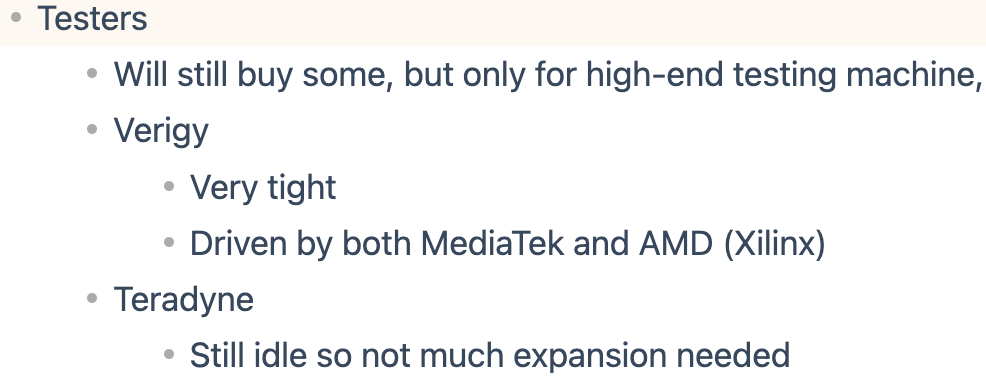 Testers
Will still buy some, but only for high-end testing machine,
Verigy
Very tight
Driven by both MediaTek and AMD (Xilinx)
Teradyne
Still idle so not much expansion needed